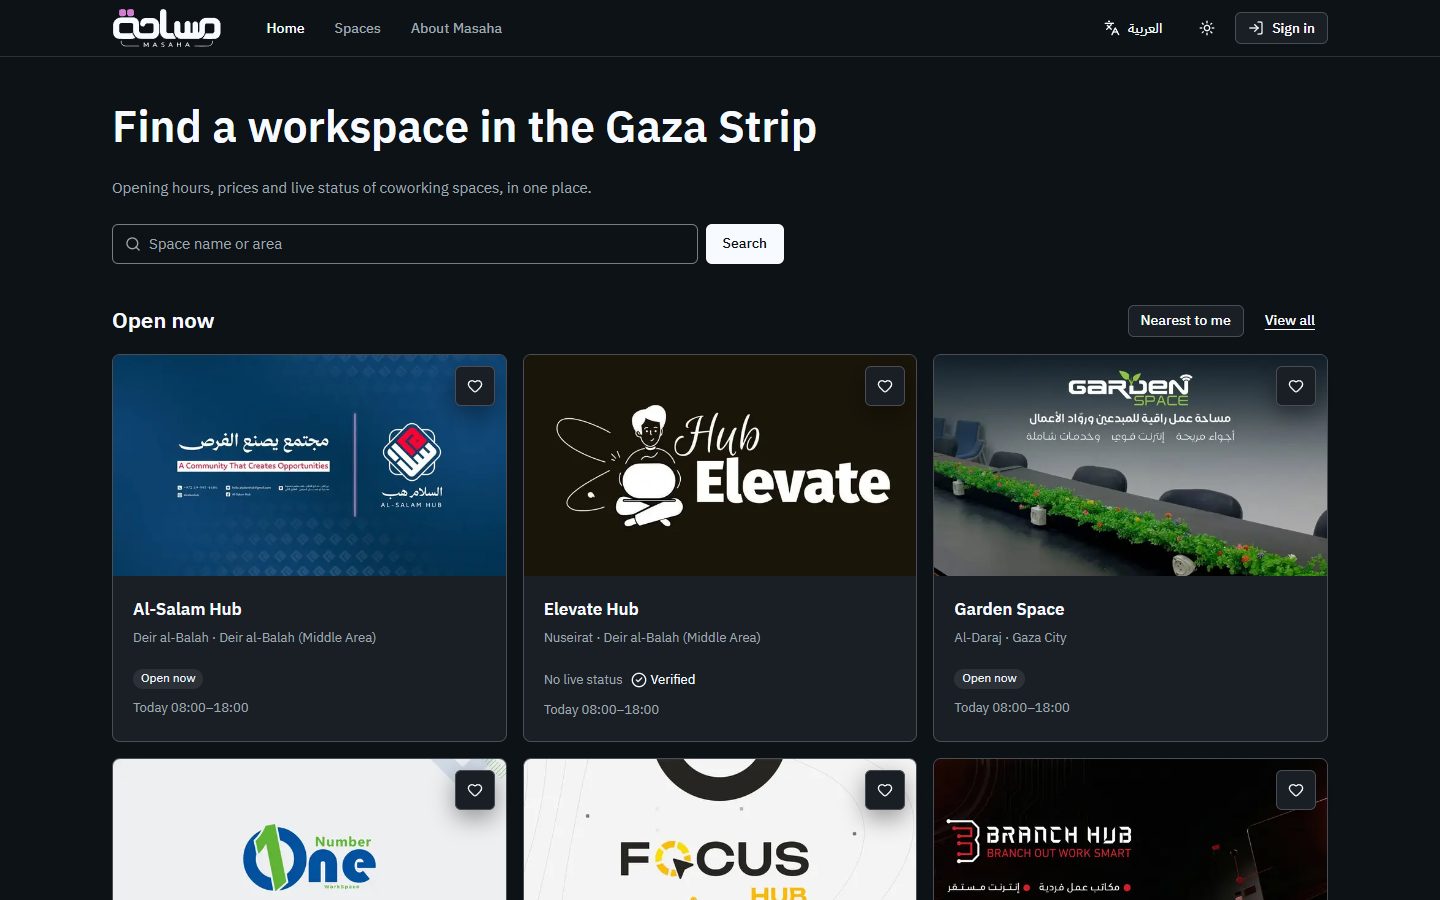 مساحة
MASAHA
Home
Spaces
About Masaha
العربية
Sign in
Find a workspace in the Gaza Strip
Opening hours, prices and live status of coworking spaces, in one place.
Space name or area
Search
Open now
Nearest to me
View all
مجتمع يصنع الفرص
A Community That Creates Opportunities
السلام هب
AL-SALAM HUB
Hub
Elevate
GARDEN
SPACE
مساحة عمل راقية للمبدعين وروّاد الأعمال
أجواء مريحة إنترنت قوي وخدمات شاملة
Al-Salam Hub
Deir al-Balah · Deir al-Balah (Middle Area)
Open now
Today 08:00–18:00
Elevate Hub
Nuseirat · Deir al-Balah (Middle Area)
No live status
Verified
Today 08:00–18:00
Garden Space
Al-Daraj · Gaza City
Open now
Today 08:00–18:00
Number
One
WorkSpace
FOCUS
HUB
BRANCH HUB
BRANCH OUT WORK SMART
مكاتب عمل فردية
إنترنت مستقر